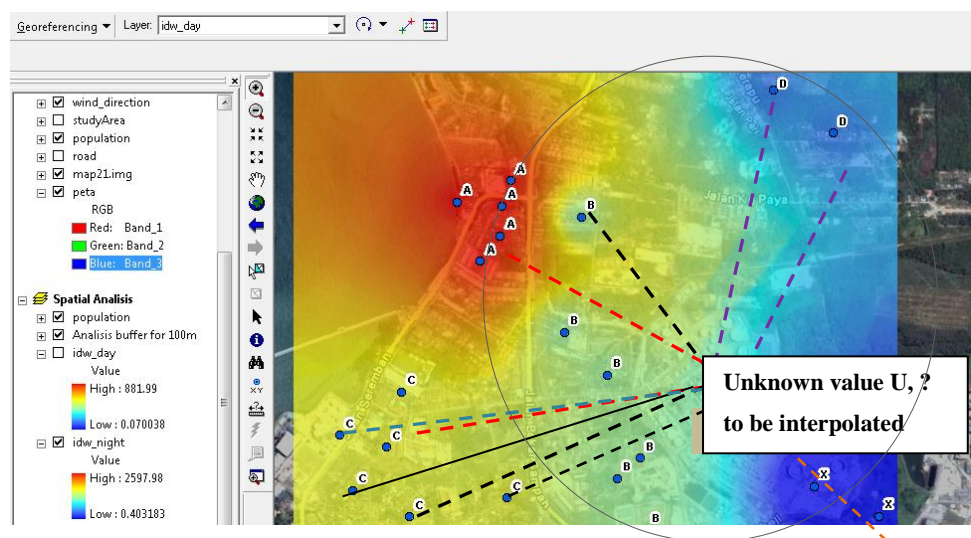 Georeferencing Layer: idw_day
wind_direction
studyArea
population
road
map21.img
peta
RGB
Red: Band_1
Green: Band_2
Blue: Band_3
Spatial Analisis
population
Analisis buffer for 100m
idw_day
Value
High : 881.99
Low : 0.070038
idw_night
Value
High : 2597.98
Low : 0.403183
D
D
A
A
A
A
A
B
Paya
B
B
C
C
C
C
C
C
B
B
B
X
X
Unknown value U, ?
to be interpolated